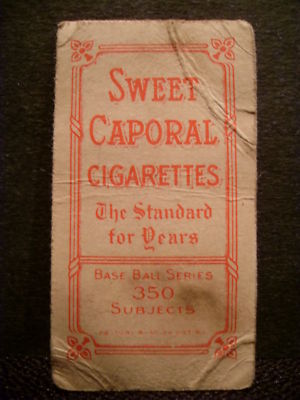 SWEET
CAPORAL
CIGARETTES
The Standard
for Years
BASE BALL SERIES
350
SUBJECTS